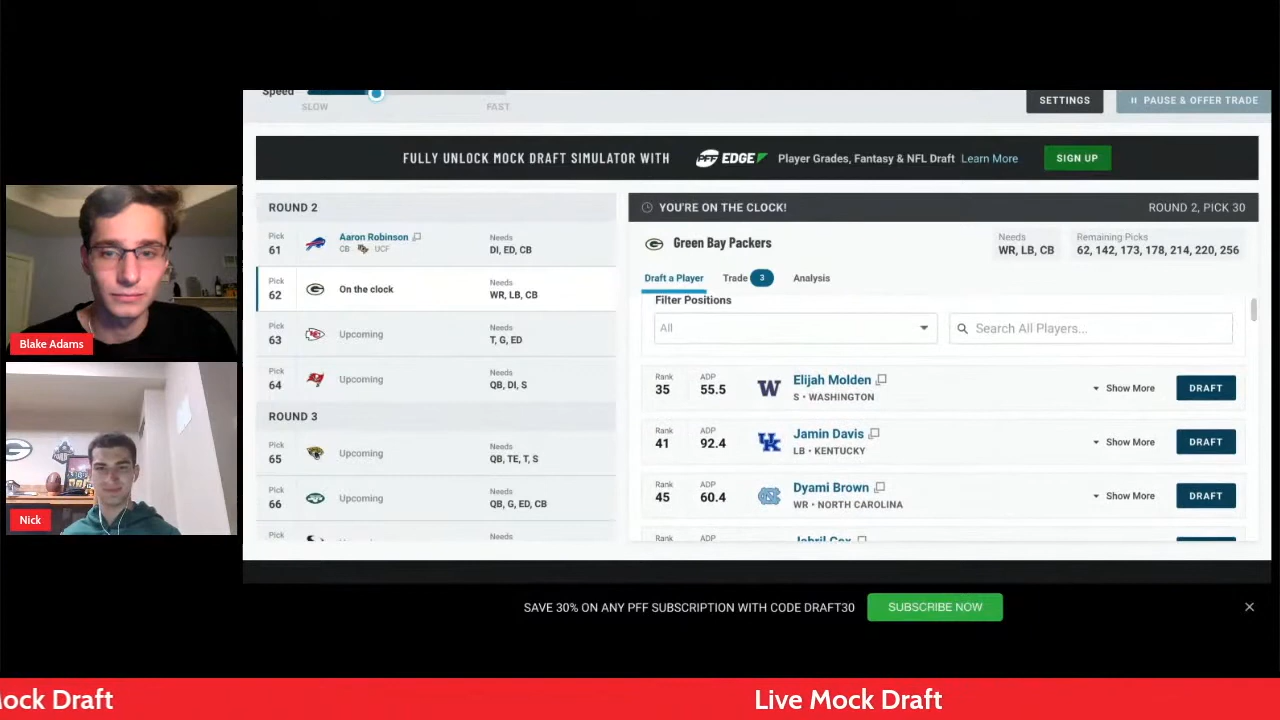 Speed
SLOW FAST
SETTINGS
PAUSE & OFFER TRADE
FULLY UNLOCK MOCK DRAFT SIMULATOR WITH
PFF EDGE
Player Grades, Fantasy & NFL Draft Learn More
SIGN UP
ROUND 2
Pick
61
Aaron Robinson
CB UCF
Needs
DI, ED, CB
Pick
62
On the clock
Needs
WR, LB, CB
Pick
63
Upcoming
Needs
T, G, ED
Pick
64
Upcoming
Needs
QB, DI, S
ROUND 3
Pick
65
Upcoming
Needs
QB, TE, T, S
Pick
66
Upcoming
Needs
QB, G, ED, CB
Pick
Needs
YOU'RE ON THE CLOCK!
ROUND 2, PICK 30
Green Bay Packers
Needs
WR, LB, CB
Remaining Picks
62, 142, 173, 178, 214, 220, 256
Draft a Player Trade 3 Analysis
Filter Positions
All
Search All Players...
Rank
35
ADP
55.5
W
Elijah Molden
S • WASHINGTON
Show More
DRAFT
Rank
41
ADP
92.4
UK
Jamin Davis
LB • KENTUCKY
Show More
DRAFT
Rank
45
ADP
60.4
Dyami Brown
WR • NORTH CAROLINA
Show More
DRAFT
Rank
ADP
Jabril Cox
Blake Adams
Nick
SAVE 30% ON ANY PFF SUBSCRIPTION WITH CODE DRAFT30
SUBSCRIBE NOW
Mock Draft
Live Mock Draft